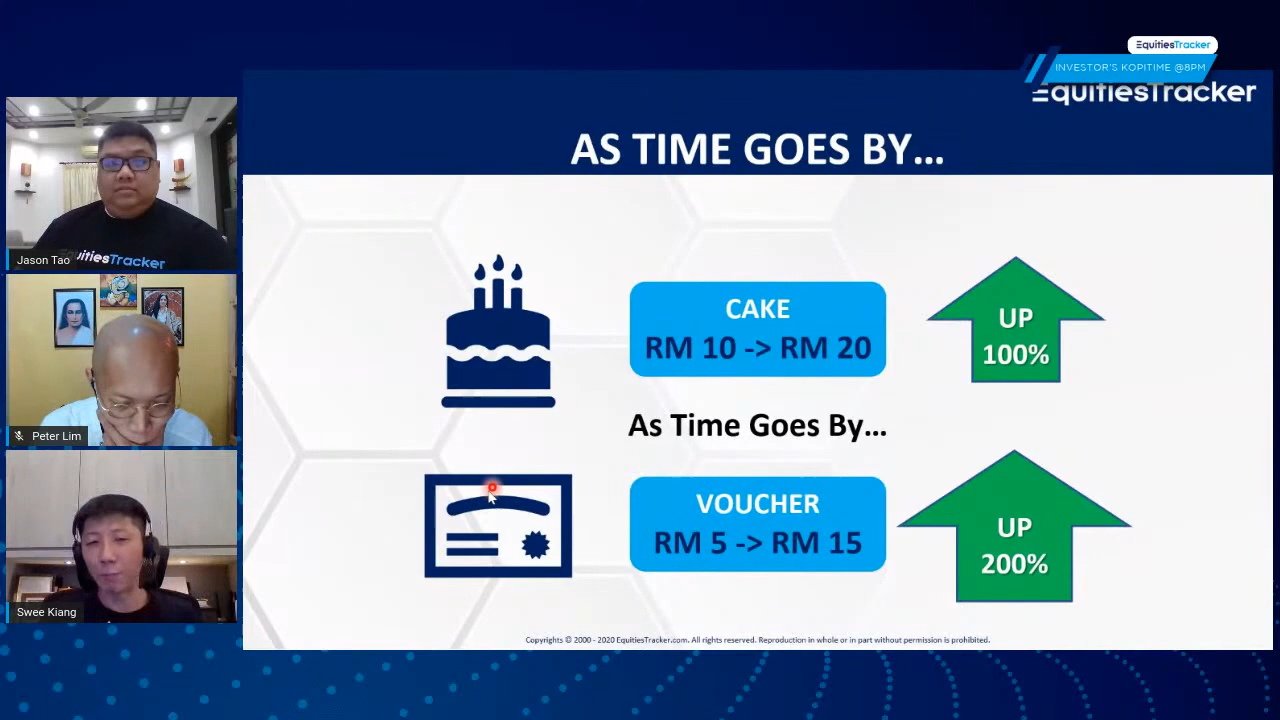 EquitiesTracker
INVESTOR'S KOPITIME @8PM
EquitiesTracker
AS TIME GOES BY...
CAKE
RM 10 -> RM 20
UP
100%
As Time Goes By...
VOUCHER
RM 5 -> RM 15
UP
200%
Copyrights © 2000 - 2020 EquitiesTracker.com. All rights reserved. Reproduction in whole or in part without permission is prohibited.
EquitiesTracker
Jason Tao
Peter Lim
Swee Kiang